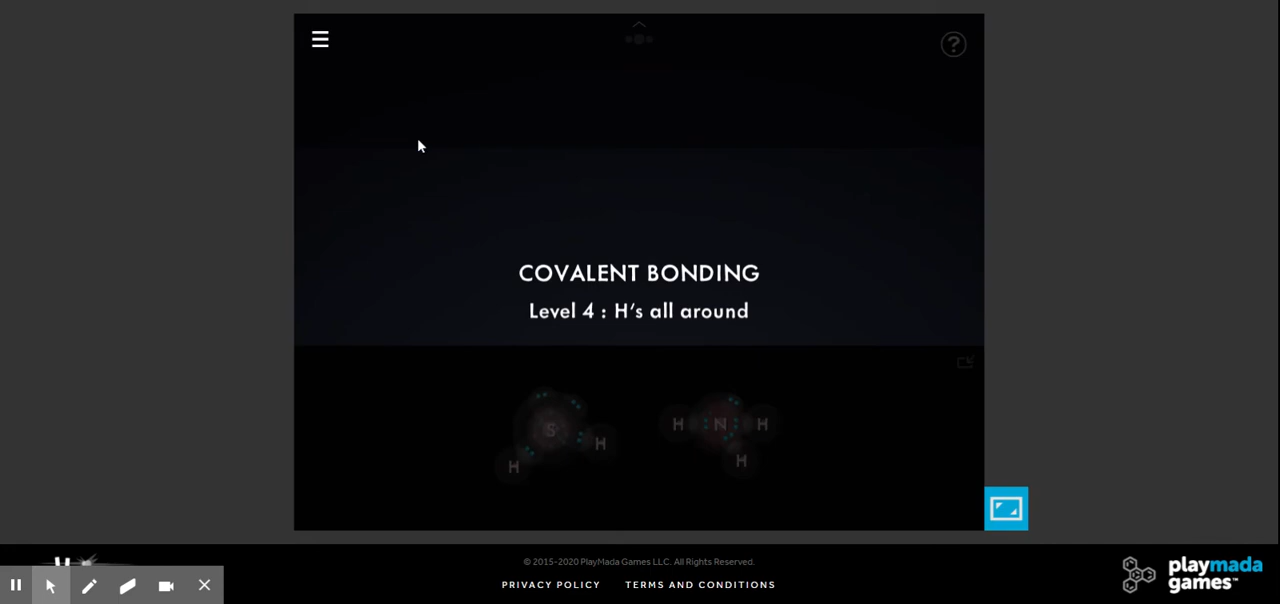 ?
COVALENT BONDING
Level 4 : H's all around
S H H
H N H
H
© 2015-2020 PlayMada Games LLC. All Rights Reserved.
PRIVACY POLICY TERMS AND CONDITIONS
playmada
games™